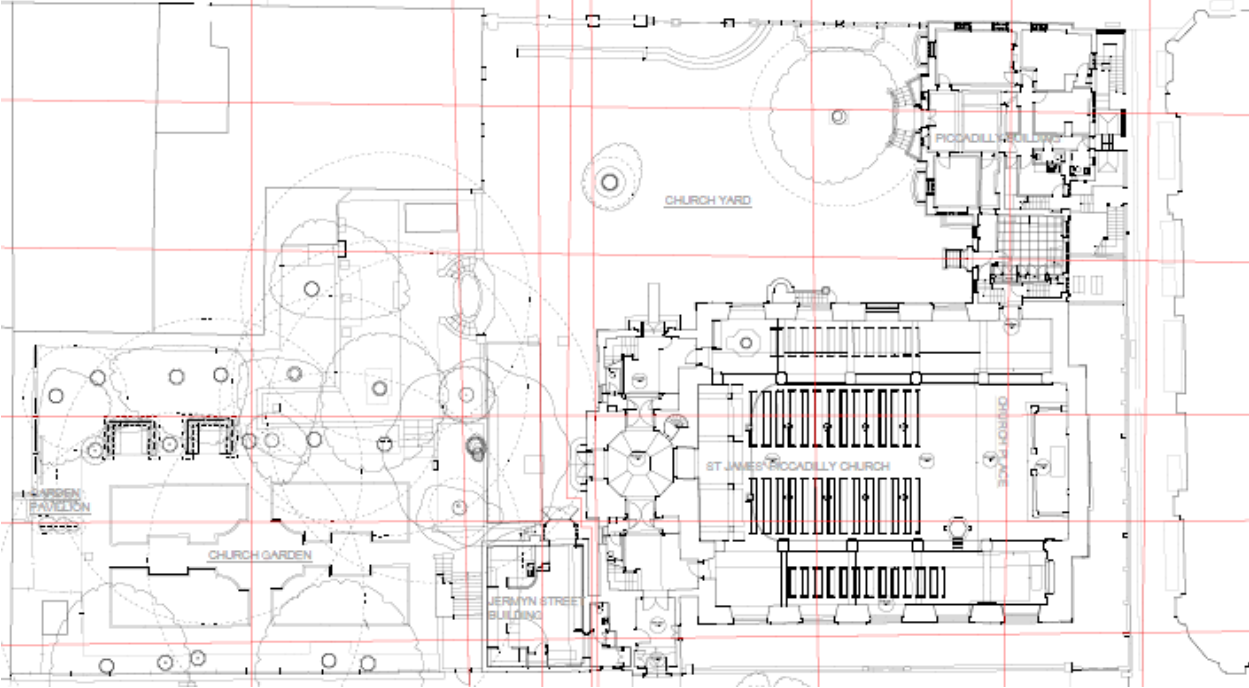 PICCADILLY BUILDING
CHURCH YARD
CHURCH PLACE
ST JAMES' PICCADILLY CHURCH
GARDEN
PAVILION
CHURCH GARDEN
JERMYN STREET
BUILDING